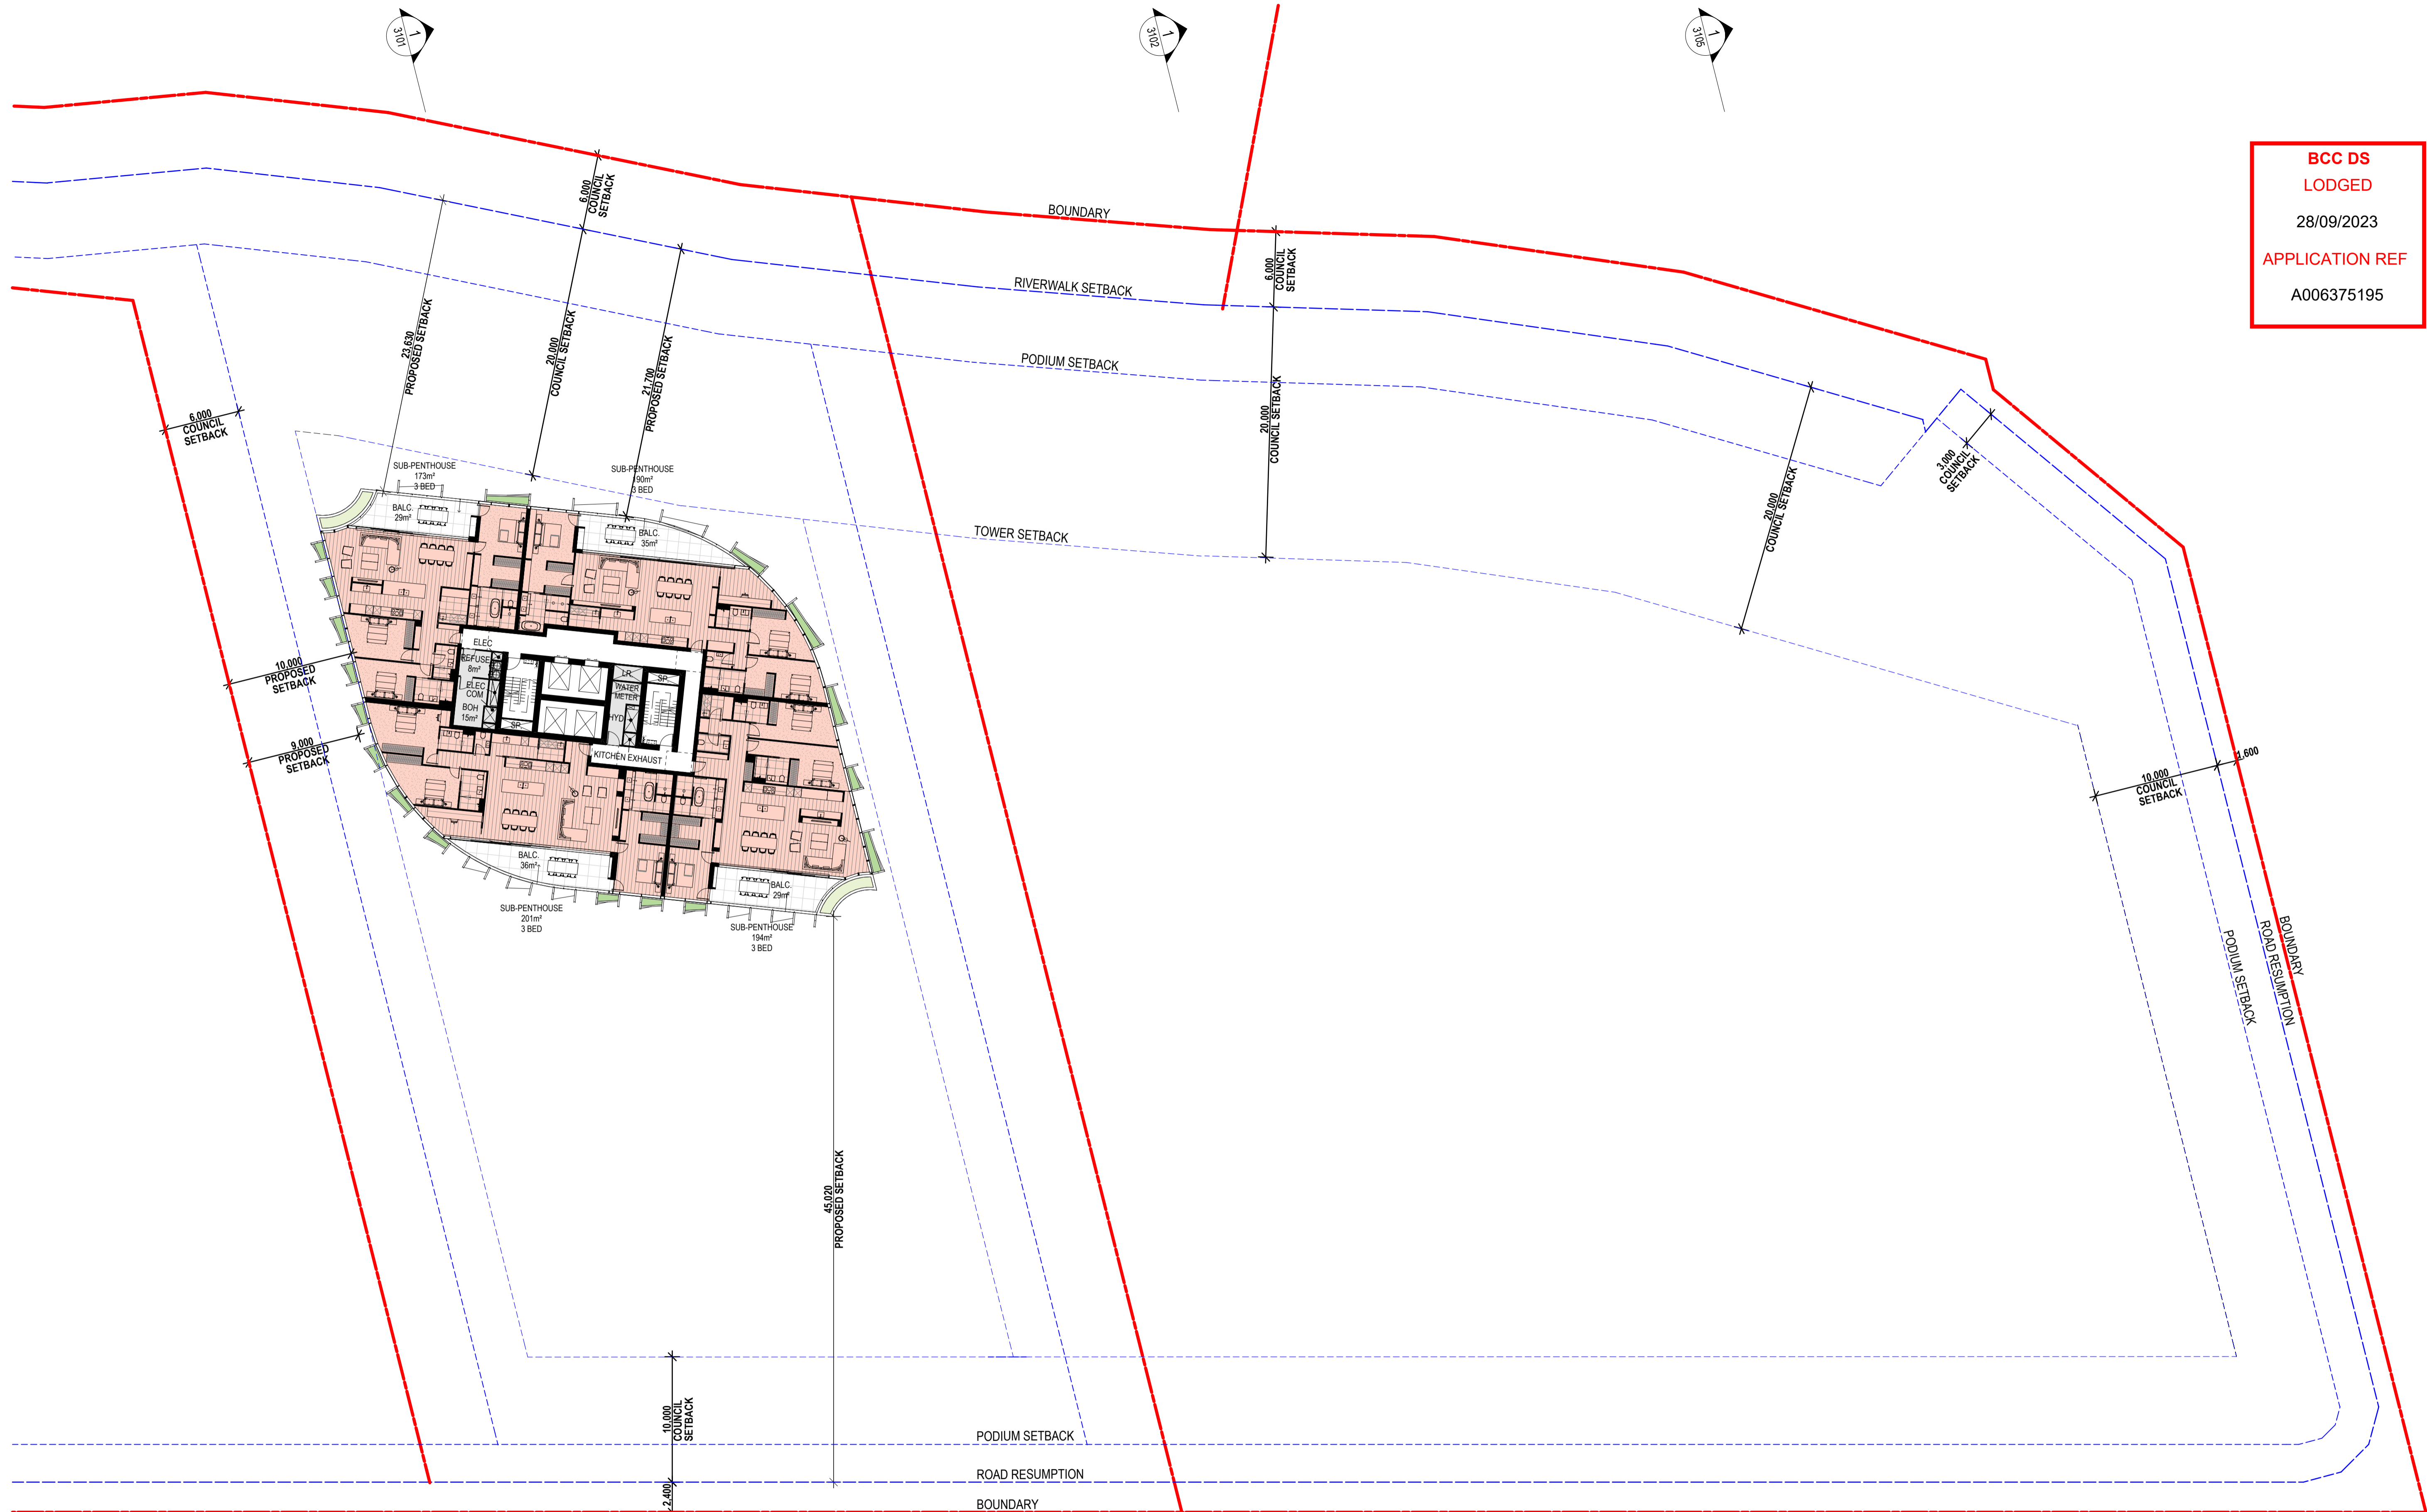 1
3101
1
3102
1
3105
BCC DS
LODGED
28/09/2023
APPLICATION REF
A006375195
6,000
COUNCIL
SETBACK
BOUNDARY
6,000
COUNCIL
SETBACK
RIVERWALK SETBACK
23,630
PROPOSED SETBACK
20,000
COUNCIL SETBACK
21,700
PROPOSED SETBACK
PODIUM SETBACK
20,000
COUNCIL SETBACK
6,000
COUNCIL
SETBACK
3,000
COUNCIL
SETBACK
20,000
COUNCIL SETBACK
TOWER SETBACK
SUB-PENTHOUSE
173m²
3 BED
SUB-PENTHOUSE
190m²
3 BED
BALC.
29m²
BALC.
35m²
ELEC
REFUSE
8m²
ELEC
COM
BOH
15m²
SP
LR
WATER
METER
HYD
SP
KITCHEN EXHAUST
10,000
PROPOSED
SETBACK
9,000
PROPOSED
SETBACK
1,600
10,000
COUNCIL
SETBACK
BALC.
36m²
BALC.
29m²
SUB-PENTHOUSE
201m²
3 BED
SUB-PENTHOUSE
194m²
3 BED
BOUNDARY
ROAD RESUMPTION
PODIUM SETBACK
45,020
PROPOSED SETBACK
10,000
COUNCIL
SETBACK
PODIUM SETBACK
ROAD RESUMPTION
2,400
BOUNDARY